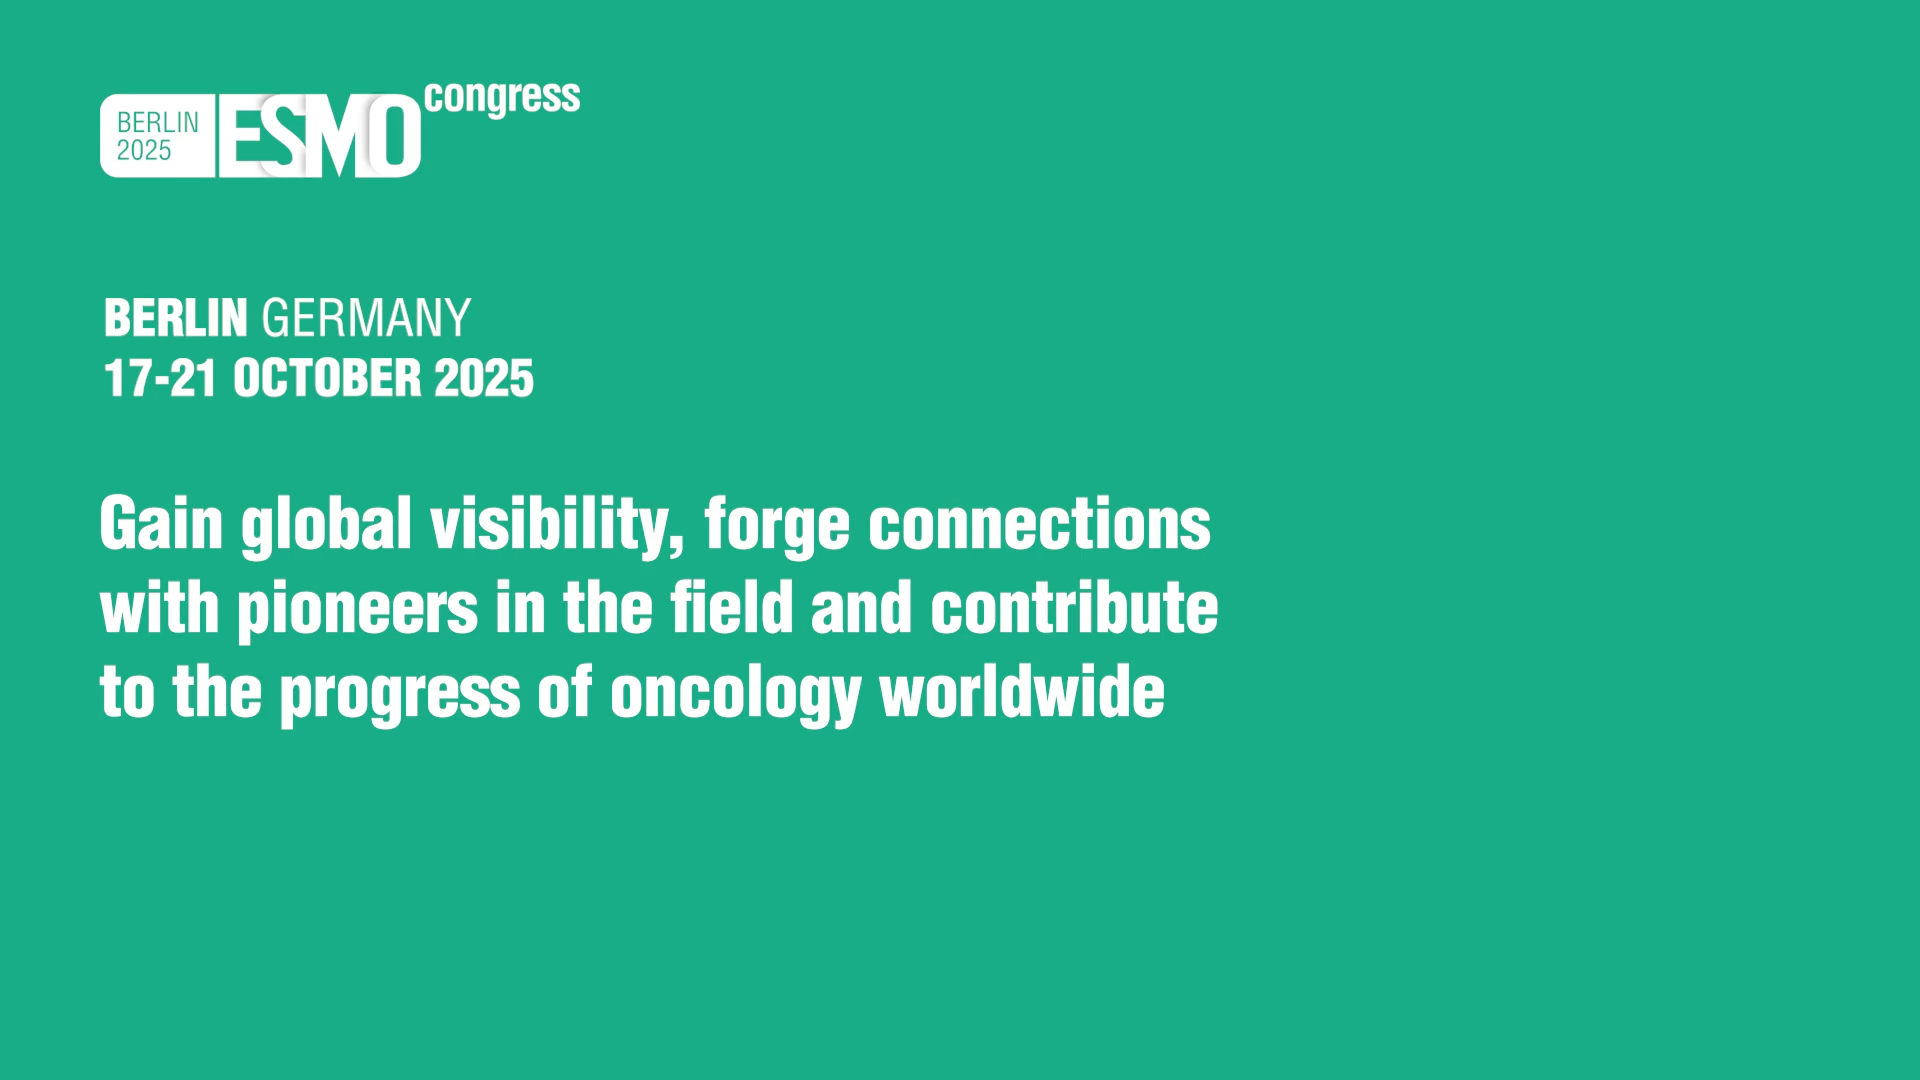 BERLIN
2025
ESMO congress
BERLIN GERMANY
17-21 OCTOBER 2025
Gain global visibility, forge connections
with pioneers in the field and contribute
to the progress of oncology worldwide